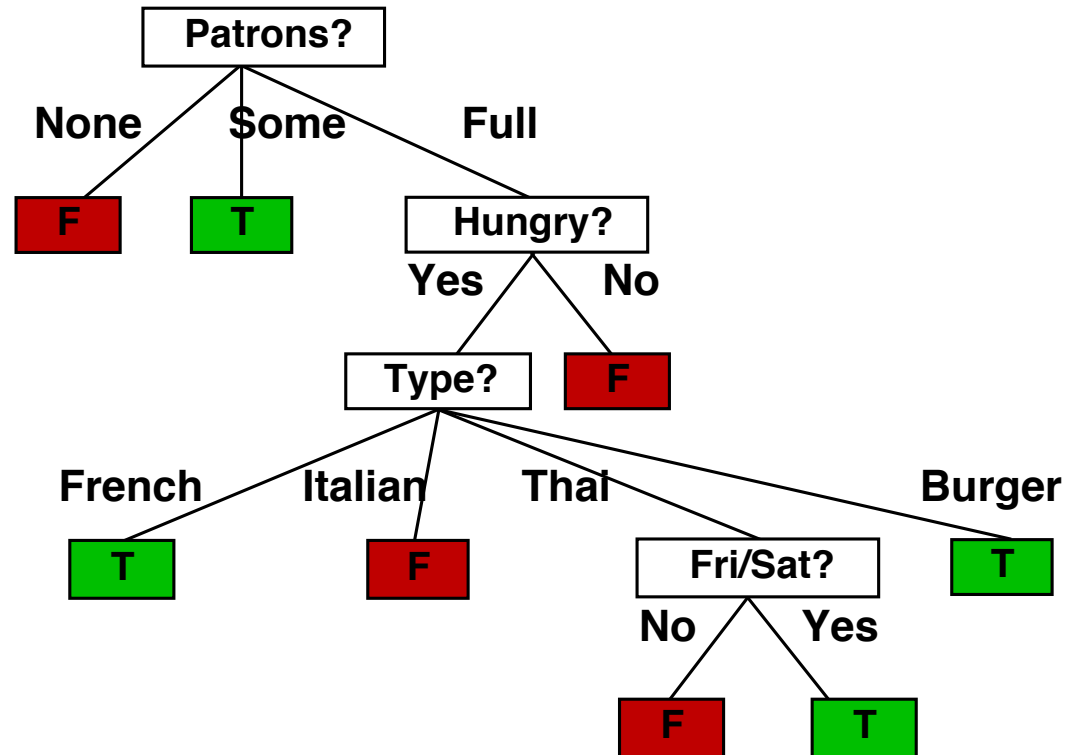 Patrons?
None Some Full
F T Hungry?
Yes No
Type? F
French Italian Thai Burger
T F Fri/Sat? T
No Yes
F T